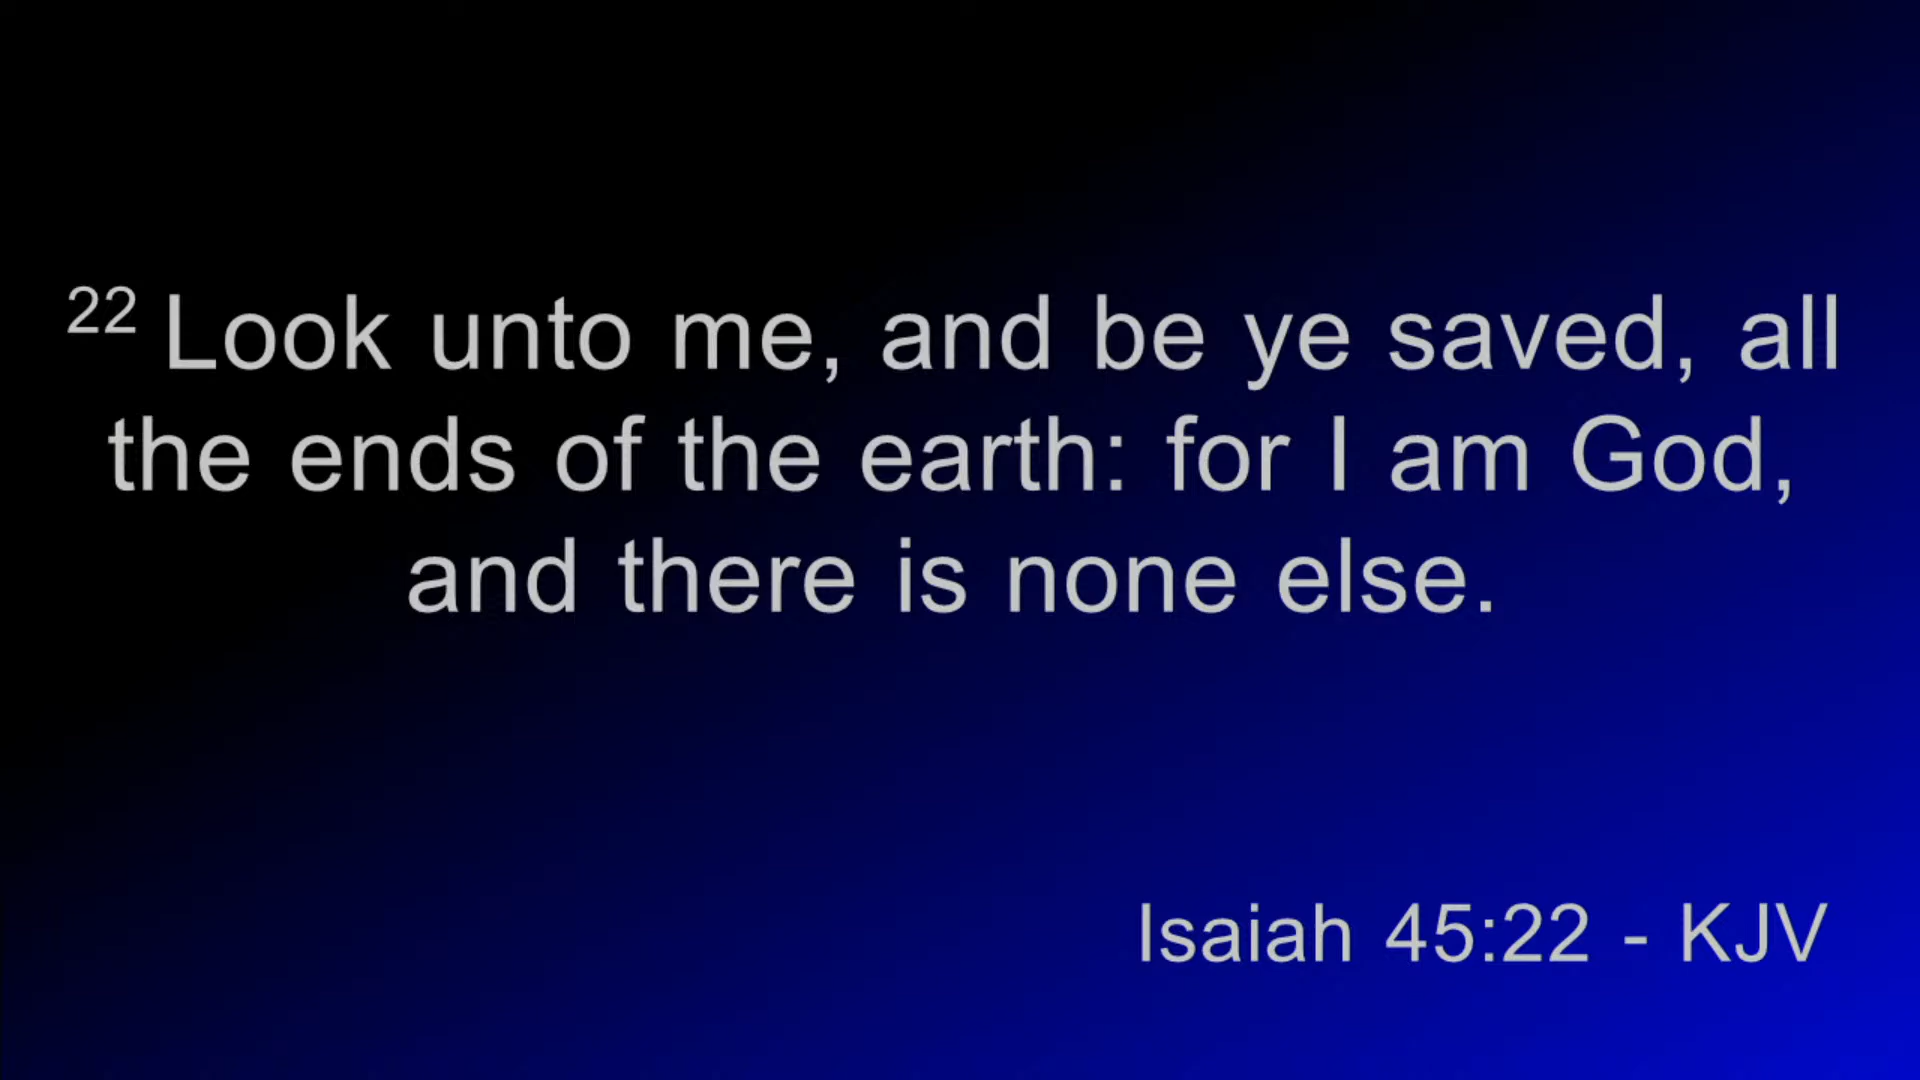 22 Look unto me, and be ye saved, all
the ends of the earth: for I am God,
and there is none else.
Isaiah 45:22 - KJV